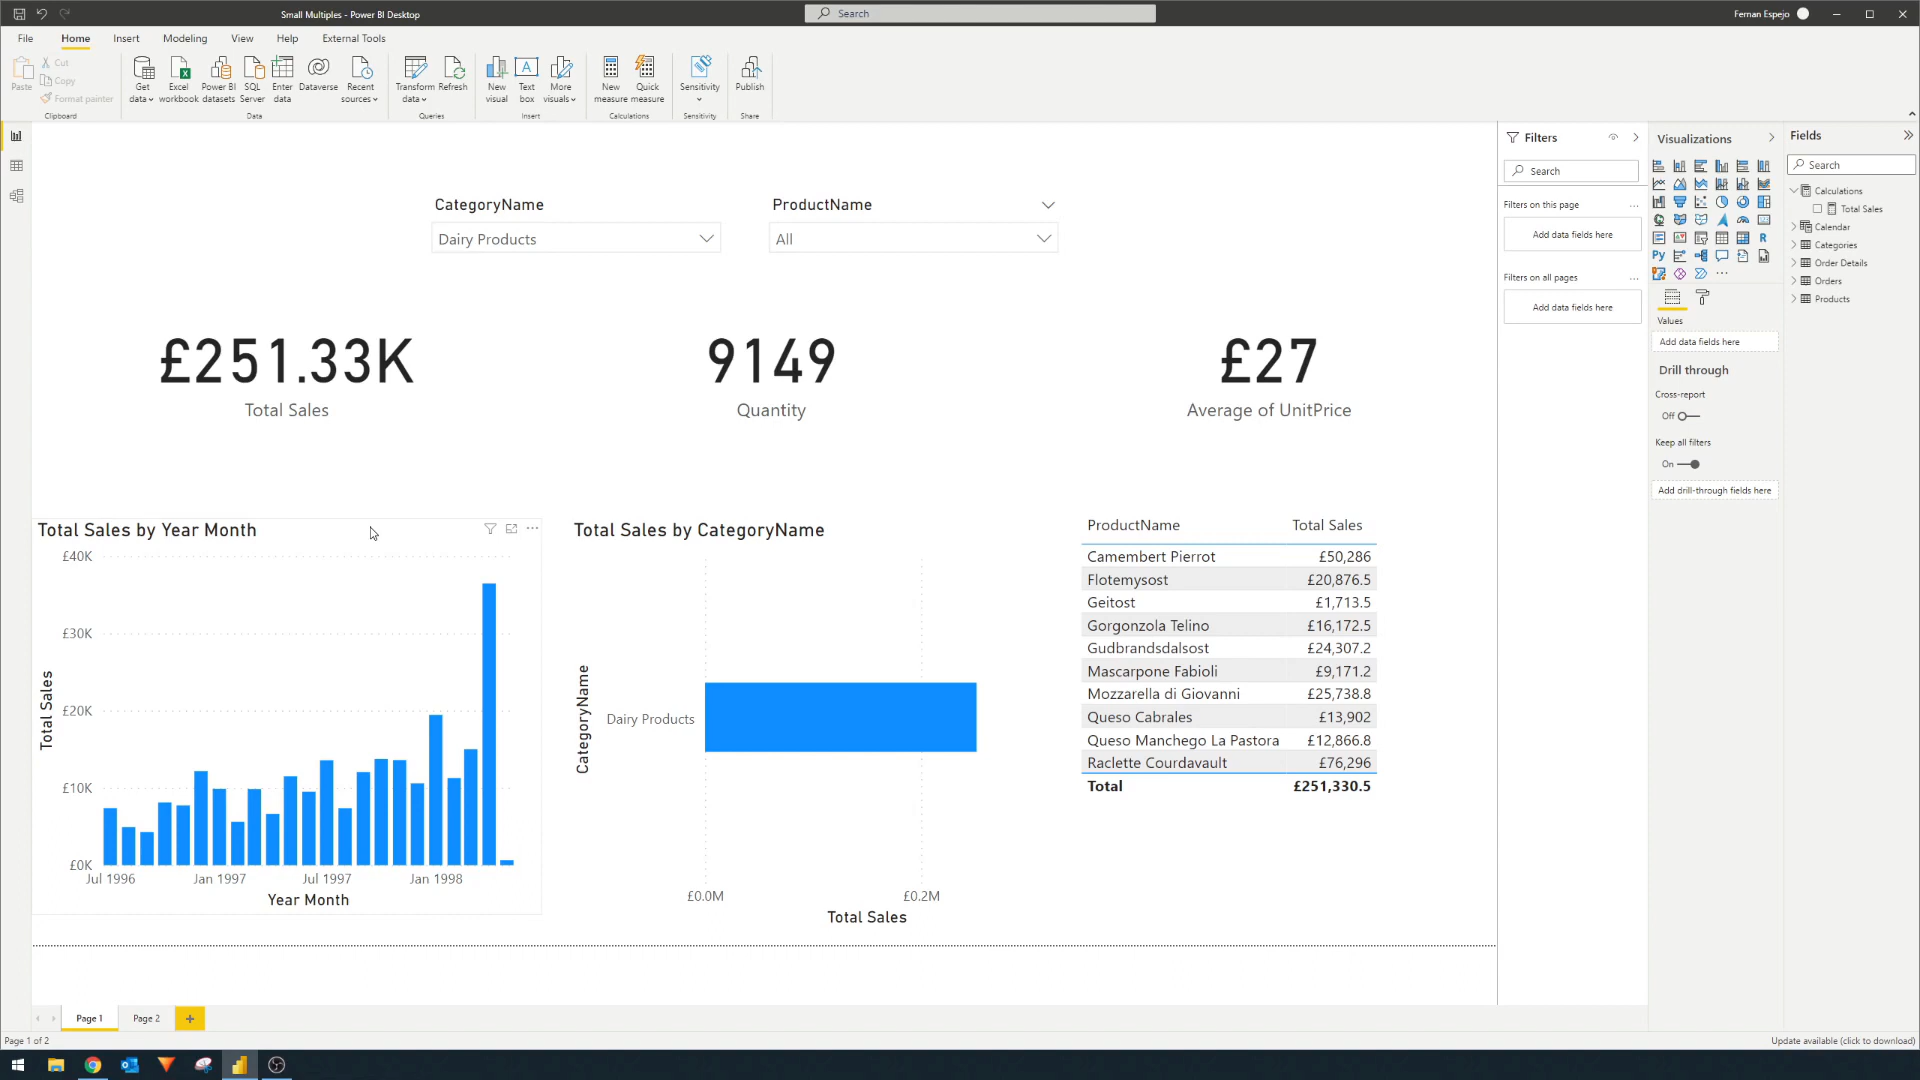 Small Multiples - Power BI Desktop
Search
Fernan Espejo
File Home Insert Modeling View Help External Tools
Paste
Cut
Copy
Format painter
Clipboard
Get data
Excel workbook
Power BI datasets
SQL Server
Enter data
Dataverse
Recent sources
Data
Transform data
Refresh
Queries
New visual
Text box
More visuals
Insert
New measure
Quick measure
Calculations
Sensitivity
Sensitivity
Publish
Share
CategoryName
Dairy Products
ProductName
All
£251.33K
Total Sales
9149
Quantity
£27
Average of UnitPrice
Total Sales by Year Month
£40K
£30K
£20K
£10K
£0K
Total Sales
Jul 1996 Jan 1997 Jul 1997 Jan 1998
Year Month
Total Sales by CategoryName
CategoryName
Dairy Products
£0.0M £0.2M
Total Sales
ProductName Total Sales
Camembert Pierrot £50,286
Flotemysost £20,876.5
Geitost £1,713.5
Gorgonzola Telino £16,172.5
Gudbrandsdalsost £24,307.2
Mascarpone Fabioli £9,171.2
Mozzarella di Giovanni £25,738.8
Queso Cabrales £13,902
Queso Manchego La Pastora £12,866.8
Raclette Courdavault £76,296
Total £251,330.5
Filters
Search
Filters on this page
Add data fields here
Filters on all pages
Add data fields here
Visualizations
R
Py
Values
Add data fields here
Drill through
Cross-report
Off
Keep all filters
On
Add drill-through fields here
Fields
Search
Calculations
Total Sales
Calendar
Categories
Order Details
Orders
Products
Page 1 Page 2 +
Page 1 of 2
Update available (click to download)